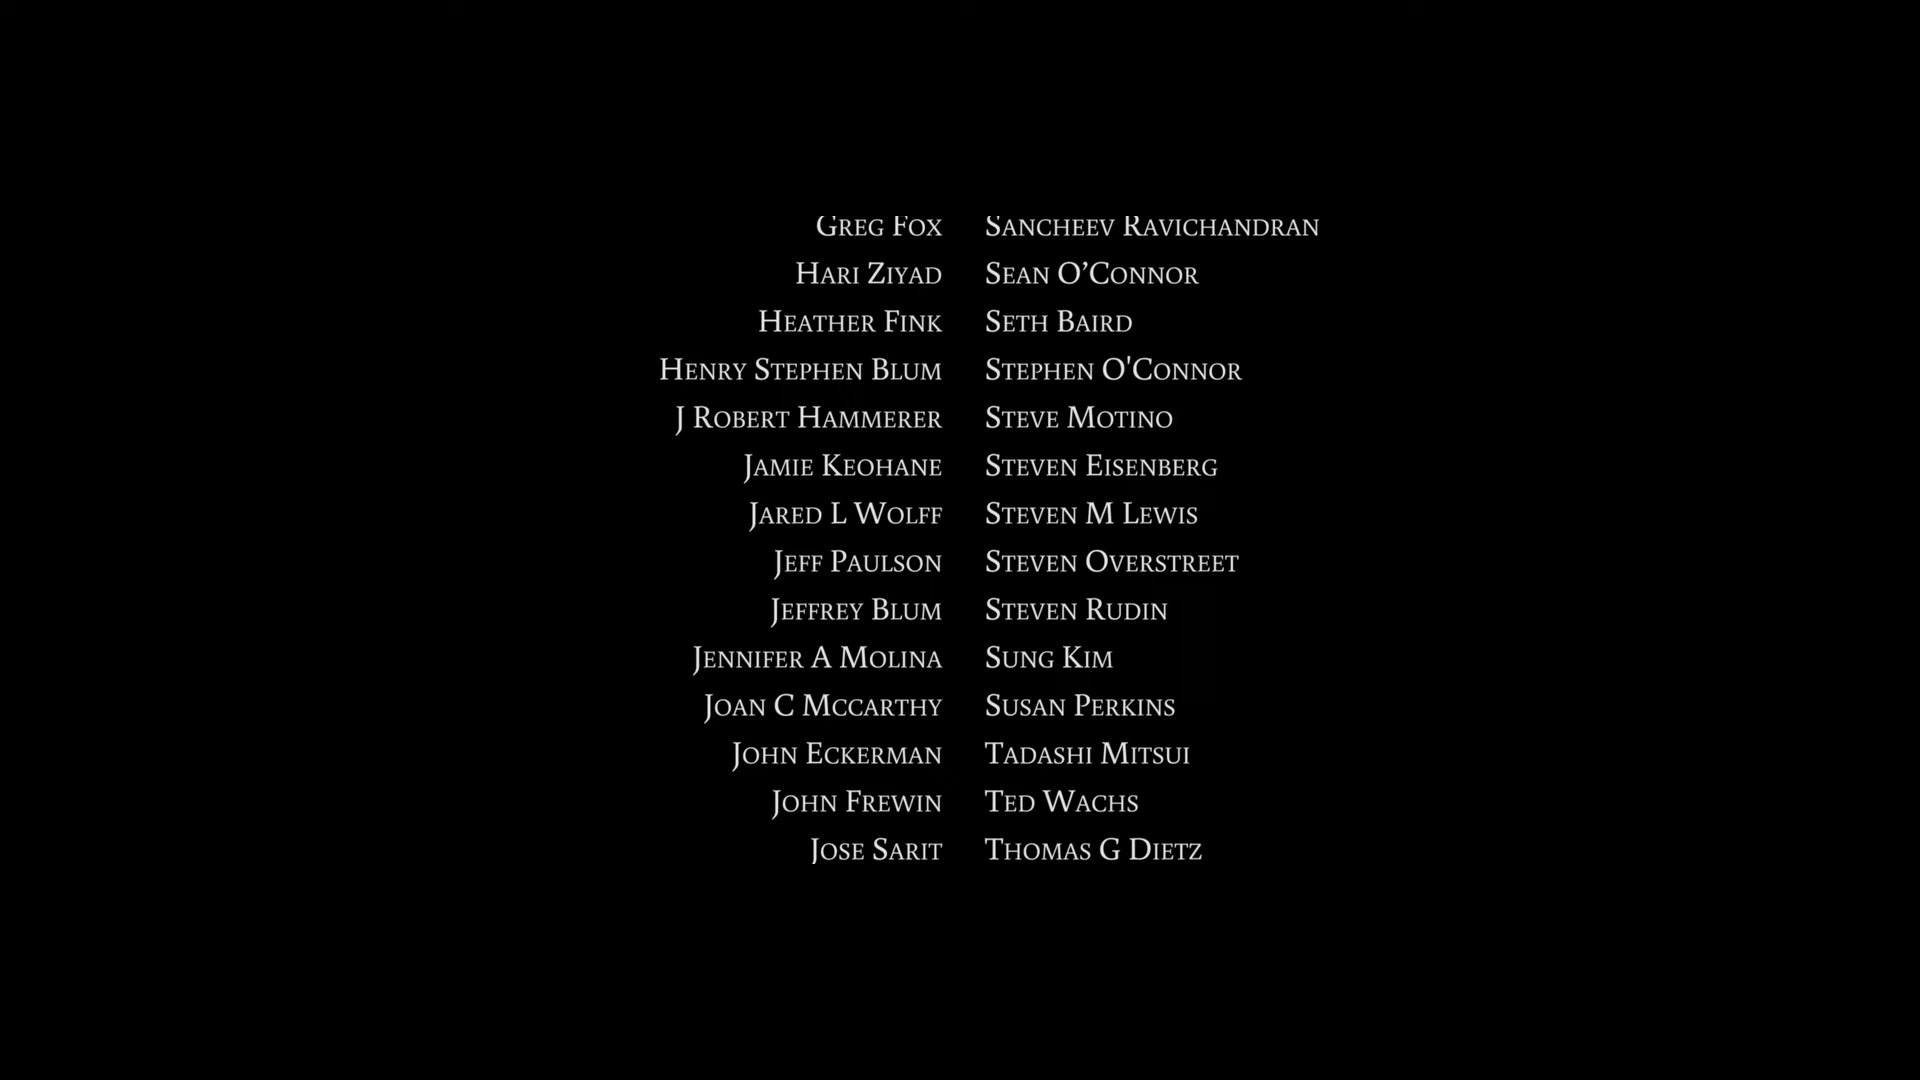 Greg Fox Sancheev Ravichandran
Hari Ziyad Sean O’Connor
Heather Fink Seth Baird
Henry Stephen Blum Stephen O'Connor
J Robert Hammerer Steve Motino
Jamie Keohane Steven Eisenberg
Jared L Wolff Steven M Lewis
Jeff Paulson Steven Overstreet
Jeffrey Blum Steven Rudin
Jennifer A Molina Sung Kim
Joan C Mccarthy Susan Perkins
John Eckerman Tadashi Mitsui
John Frewin Ted Wachs
Jose Sarit Thomas G Dietz